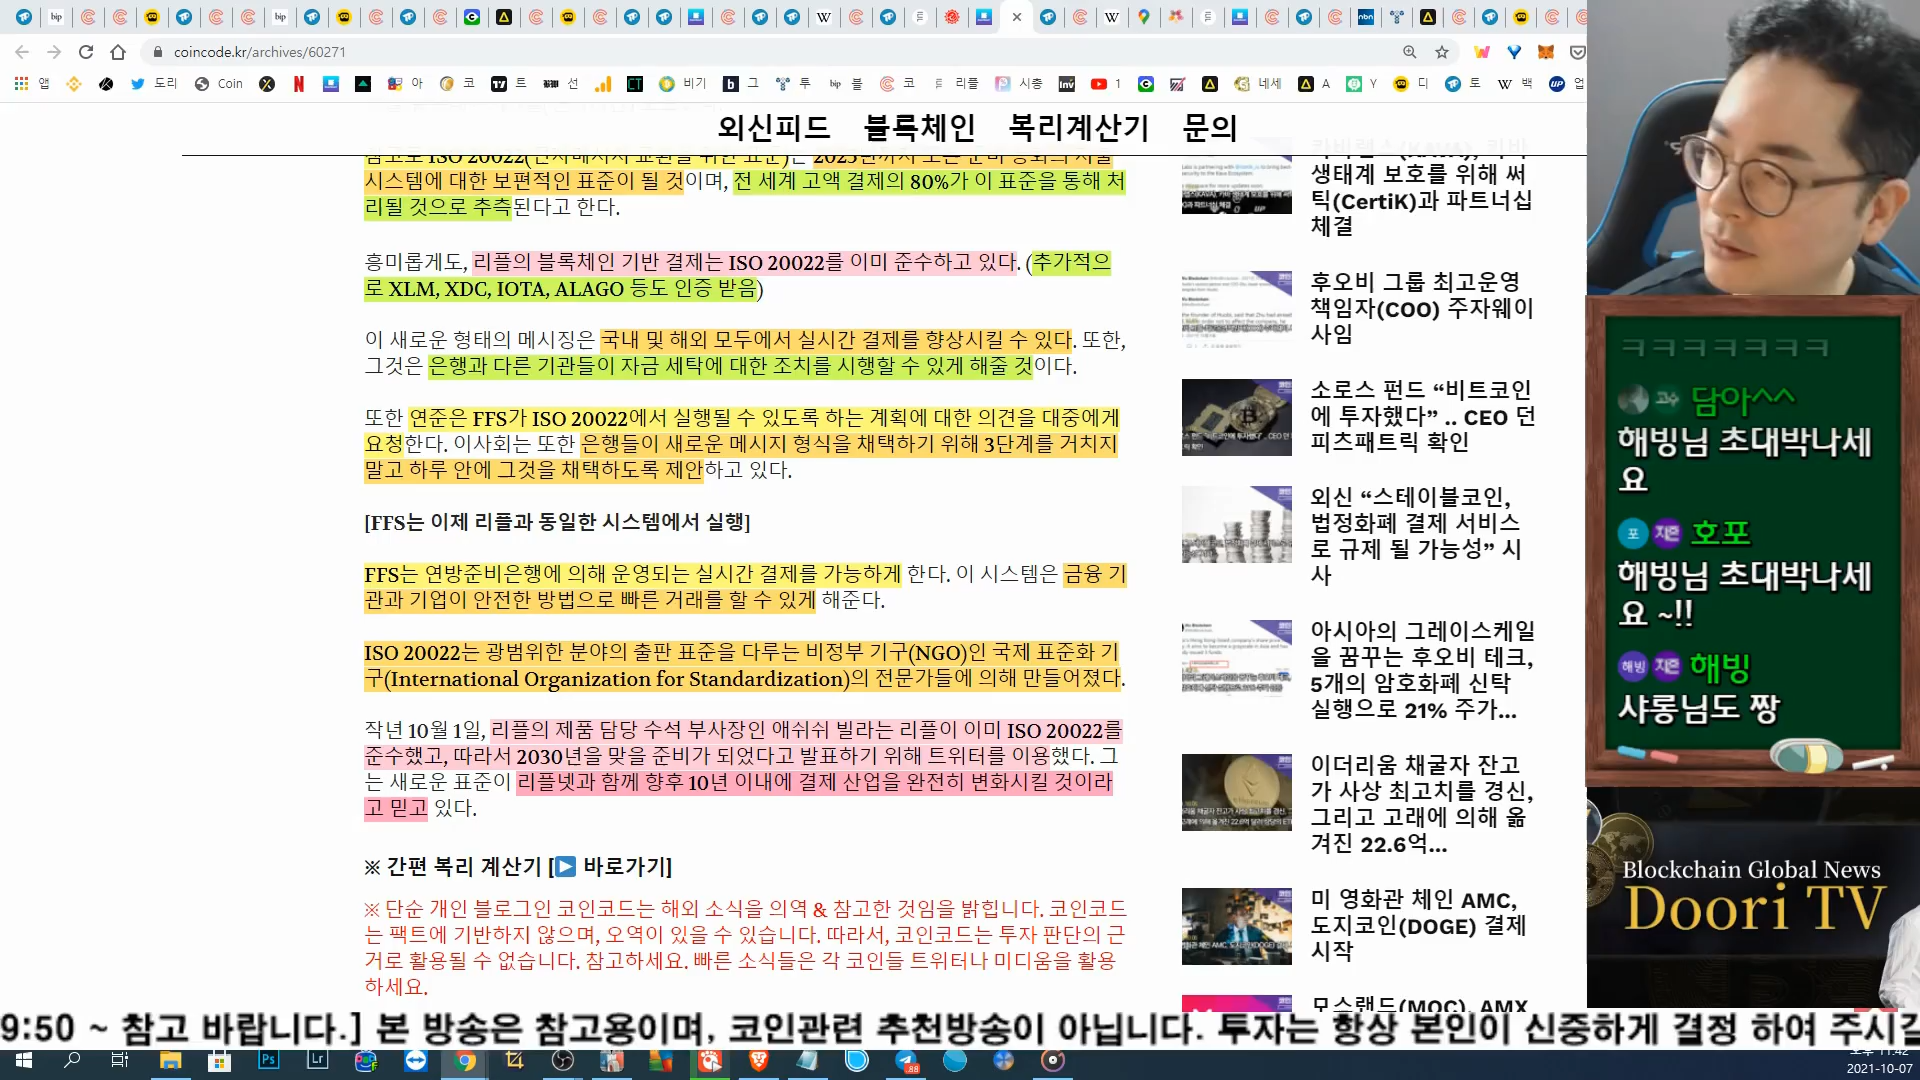 coincode.kr/archives/60271
앱
도리
Coin
아
코
트
선
비기
그
투
블
코
리플
시총
1
네세
A
Y
디
토
백
업
외신피드 블록체인 복리계산기 문의
시스템에 대한 보편적인 표준이 될 것이며, 전 세계 고액 결제의 80%가 이 표준을 통해 처
리될 것으로 추측된다고 한다.
흥미롭게도, 리플의 블록체인 기반 결제는 ISO 20022를 이미 준수하고 있다. (추가적으
로 XLM, XDC, IOTA, ALAGO 등도 인증 받음)
이 새로운 형태의 메시징은 국내 및 해외 모두에서 실시간 결제를 향상시킬 수 있다. 또한,
그것은 은행과 다른 기관들이 자금 세탁에 대한 조치를 시행할 수 있게 해줄 것이다.
또한 연준은 FFS가 ISO 20022에서 실행될 수 있도록 하는 계획에 대한 의견을 대중에게
요청한다. 이사회는 또한 은행들이 새로운 메시지 형식을 채택하기 위해 3단계를 거치지
말고 하루 안에 그것을 채택하도록 제안하고 있다.
[FFS는 이제 리플과 동일한 시스템에서 실행]
FFS는 연방준비은행에 의해 운영되는 실시간 결제를 가능하게 한다. 이 시스템은 금융 기
관과 기업이 안전한 방법으로 빠른 거래를 할 수 있게 해준다.
ISO 20022는 광범위한 분야의 출판 표준을 다루는 비정부 기구(NGO)인 국제 표준화 기
구(International Organization for Standardization)의 전문가들에 의해 만들어졌다.
작년 10월 1일, 리플의 제품 담당 수석 부사장인 애쉬쉬 빌라는 리플이 이미 ISO 20022를
준수했고, 따라서 2030년을 맞을 준비가 되었다고 발표하기 위해 트위터를 이용했다. 그
는 새로운 표준이 리플넷과 함께 향후 10년 이내에 결제 산업을 완전히 변화시킬 것이라
고 믿고 있다.
※ 간편 복리 계산기 [▶ 바로가기]
※ 단순 개인 블로그인 코인코드는 해외 소식을 의역 & 참고한 것임을 밝힙니다. 코인코드
는 팩트에 기반하지 않으며, 오역이 있을 수 있습니다. 따라서, 코인코드는 투자 판단의 근
거로 활용될 수 없습니다. 참고하세요. 빠른 소식들은 각 코인들 트위터나 미디움을 활용
하세요.
생태계 보호를 위해 써
틱(CertiK)과 파트너십
체결
후오비 그룹 최고운영
책임자(COO) 주자웨이
사임
소로스 펀드 “비트코인
에 투자했다” .. CEO 던
피츠패트릭 확인
외신 “스테이블코인,
법정화폐 결제 서비스
로 규제 될 가능성” 시
사
아시아의 그레이스케일
을 꿈꾸는 후오비 테크,
5개의 암호화폐 신탁
실행으로 21% 주가...
이더리움 채굴자 잔고
가 사상 최고치를 경신,
그리고 고래에 의해 옮
겨진 22.6억...
미 영화관 체인 AMC,
도지코인(DOGE) 결제
시작
모스랜드(MOC), AMX
ㅋㅋㅋㅋㅋㅋㅋ
고수 담아^^
해빙님 초대박나세
요
포 지존 호포
해빙님 초대박나세
요 ~!!
해빙 지존 해빙
샤롱님도 짱
Blockchain Global News
Doori TV
9:50 ~ 참고 바랍니다.] 본 방송은 참고용이며, 코인관련 추천방송이 아닙니다. 투자는 항상 본인이 신중하게 결정 하여 주시길
2021-10-07